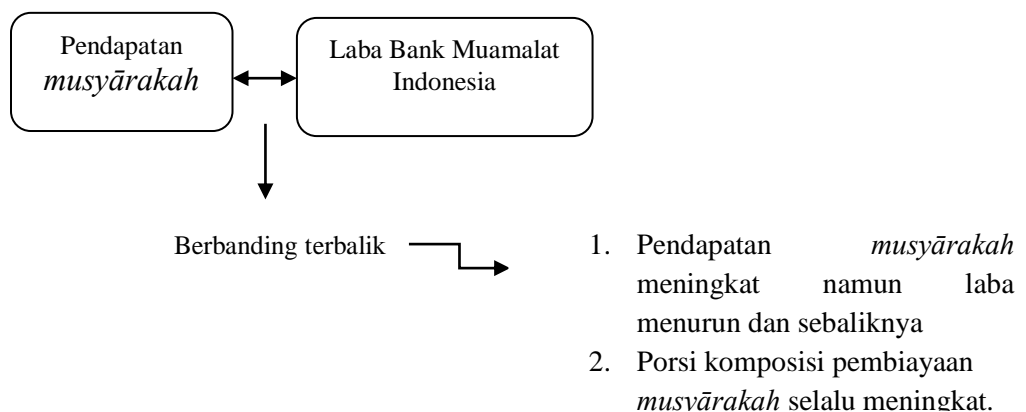 Pendapatan
musyārakah
Laba Bank Muamalat
Indonesia
Berbanding terbalik
1. Pendapatan musyārakah
meningkat namun laba
menurun dan sebaliknya
2. Porsi komposisi pembiayaan
musyārakah selalu meningkat.